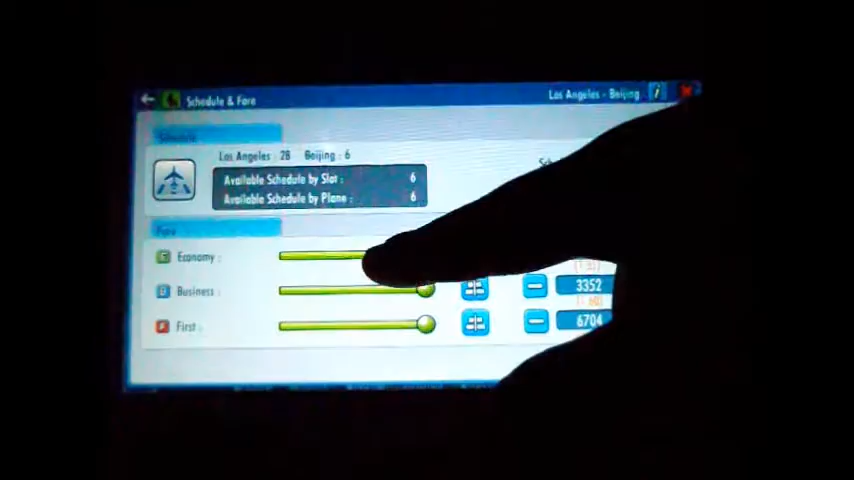 Schedule & Fare
Los Angeles - Beijing
Schedule
Los Angeles : 28 Beijing : 6
Available Schedule by Slot : 6
Available Schedule by Plane : 6
Fare
Economy :
Business :
3352
First :
6704